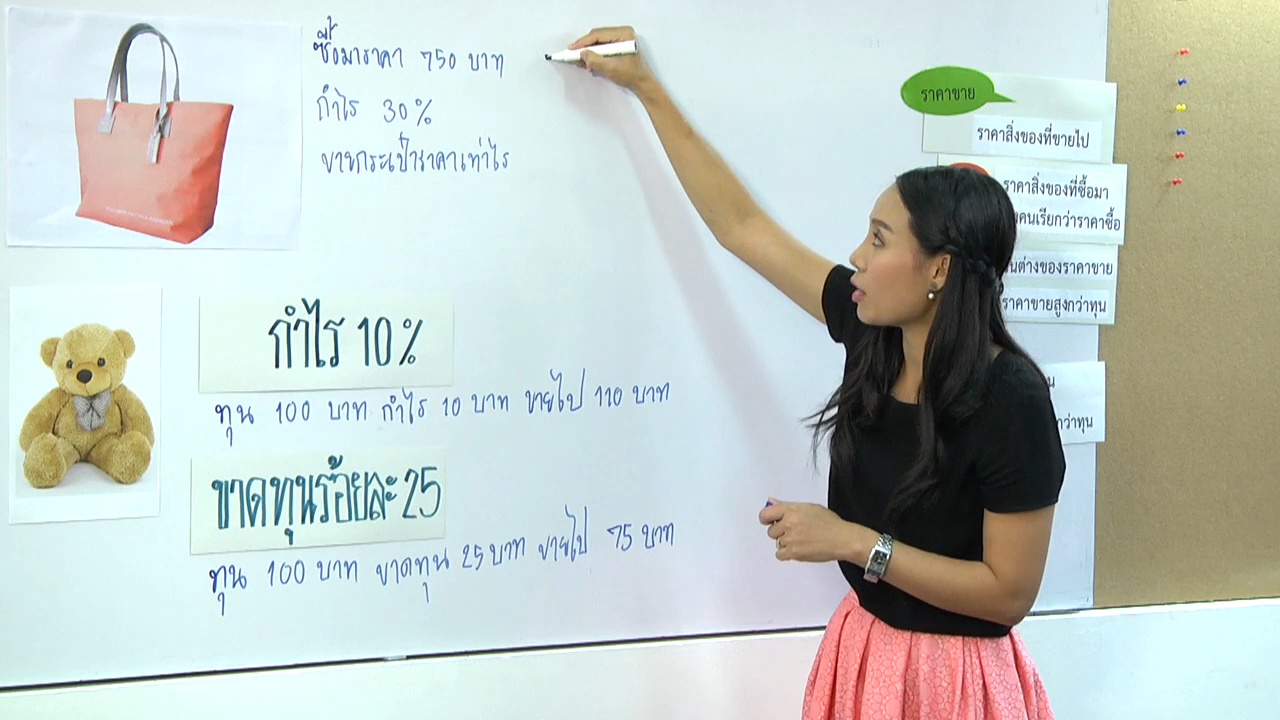 ซื้อมาราคา 750 บาท
กำไร 30%
ขายกระเป๋าราคาเท่าไร
กำไร 10%
ทุน 100 บาท กำไร 10 บาท ขายไป 110 บาท
ขาดทุนร้อยละ 25
ทุน 100 บาท ขาดทุน 25 บาท ขายไป 75 บาท
ราคาขาย
ราคาสิ่งของที่ขายไป
ราคาสิ่งของที่ซื้อมา
คนเรียกว่าราคาซื้อ
ต่างของราคาขาย
ราคาขายสูงกว่าทุน
กว่าทุน